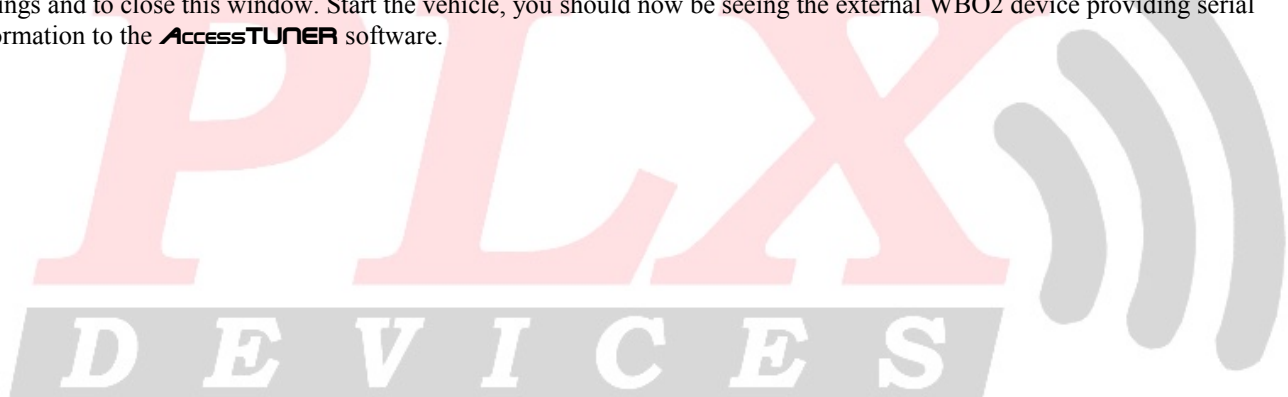 ings and to close this window. Start the vehicle, you should now be seeing the external WBO2 device providing serial
ormation to the AccessTUNER software.
PLX
DEVICES